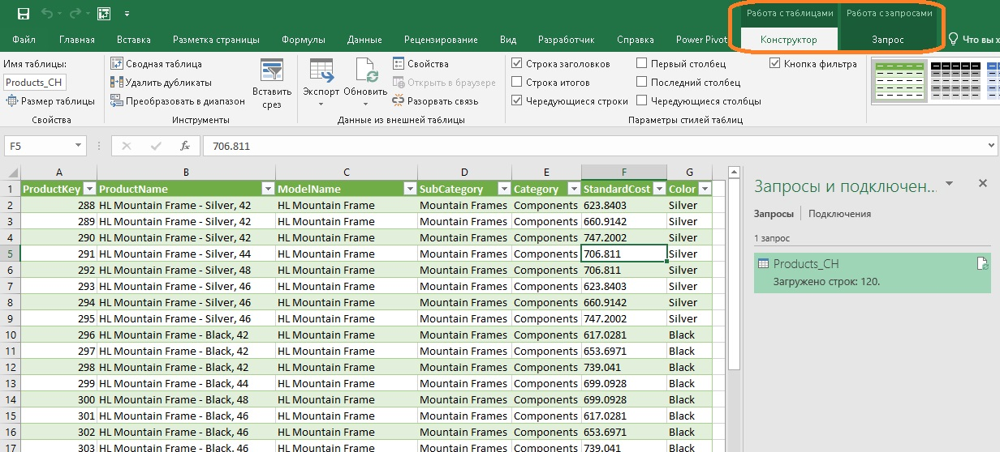 Работа с таблицами Работа с запросами
Файл Главная Вставка Разметка страницы Формулы Данные Рецензирование Вид Разработчик Справка Power Pivot Конструктор Запрос Что вы
Имя таблицы:
Products_CH
Размер таблицы
Свойства
Сводная таблица
Удалить дубликаты
Преобразовать в диапазон
Вставить
срез
Инструменты
Экспорт Обновить
Свойства
Открыть в браузере
Разорвать связь
Данные из внешней таблицы
Строка заголовков Первый столбец Кнопка фильтра
Строка итогов Последний столбец
Чередующиеся строки Чередующиеся столбцы
Параметры стилей таблиц
F5 fx 706.811
A B C D E F G
1 ProductKey ProductName ModelName SubCategory Category StandardCost Color
2 288 HL Mountain Frame - Silver, 42 HL Mountain Frame Mountain Frames Components 623.8403 Silver
3 289 HL Mountain Frame - Silver, 42 HL Mountain Frame Mountain Frames Components 660.9142 Silver
4 290 HL Mountain Frame - Silver, 42 HL Mountain Frame Mountain Frames Components 747.2002 Silver
5 291 HL Mountain Frame - Silver, 44 HL Mountain Frame Mountain Frames Components 706.811 Silver
6 292 HL Mountain Frame - Silver, 48 HL Mountain Frame Mountain Frames Components 706.811 Silver
7 293 HL Mountain Frame - Silver, 46 HL Mountain Frame Mountain Frames Components 623.8403 Silver
8 294 HL Mountain Frame - Silver, 46 HL Mountain Frame Mountain Frames Components 660.9142 Silver
9 295 HL Mountain Frame - Silver, 46 HL Mountain Frame Mountain Frames Components 747.2002 Silver
10 296 HL Mountain Frame - Black, 42 HL Mountain Frame Mountain Frames Components 617.0281 Black
11 297 HL Mountain Frame - Black, 42 HL Mountain Frame Mountain Frames Components 653.6971 Black
12 298 HL Mountain Frame - Black, 42 HL Mountain Frame Mountain Frames Components 739.041 Black
13 299 HL Mountain Frame - Black, 44 HL Mountain Frame Mountain Frames Components 699.0928 Black
14 300 HL Mountain Frame - Black, 48 HL Mountain Frame Mountain Frames Components 699.0928 Black
15 301 HL Mountain Frame - Black, 46 HL Mountain Frame Mountain Frames Components 617.0281 Black
16 302 HL Mountain Frame - Black, 46 HL Mountain Frame Mountain Frames Components 653.6971 Black
17 303 HL Mountain Frame - Black, 46 HL Mountain Frame Mountain Frames Components 739.041 Black
Запросы и подключен...
Запросы Подключения
1 запрос
Products_CH
Загружено строк: 120.